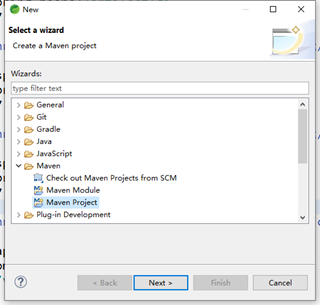 New
Select a wizard
Create a Maven project
Wizards:
type filter text
General
Git
Gradle
Java
JavaScript
Maven
Check out Maven Projects from SCM
Maven Module
Maven Project
Plug-in Development
< Back
Next >
Finish
Cancel